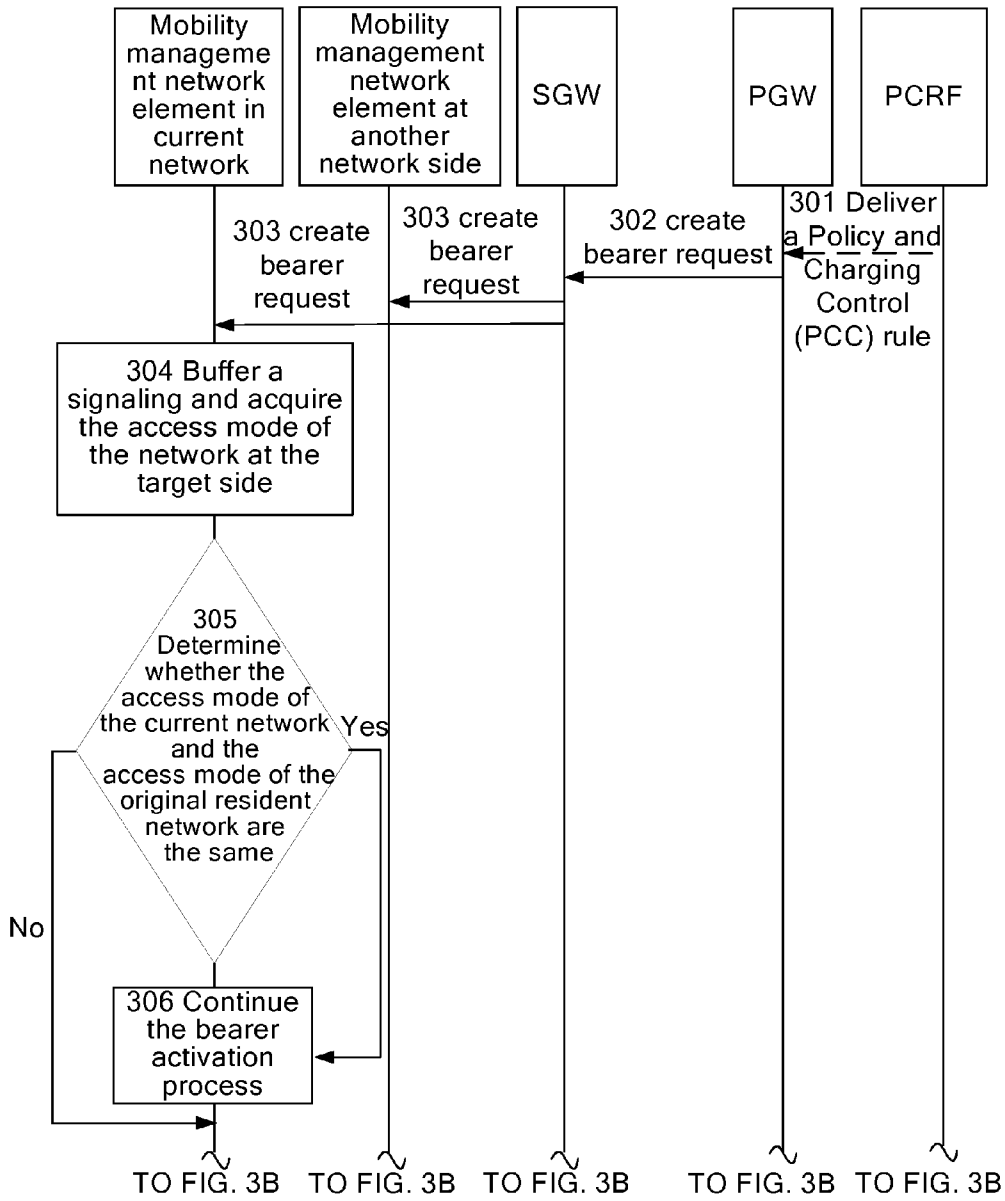 Mobility
manageme
nt network
element in
current
network
Mobility
management
network
element at
another
network side
SGW
PGW
PCRF
301 Deliver
a Policy and
Charging
Control
(PCC) rule
302 create
bearer request
303 create
bearer
request
303 create
bearer
request
304 Buffer a
signaling and acquire
the access mode of
the network at the
target side
305
Determine
whether the
access mode of
the current network
and the
access mode of the
original resident
network are
the same
Yes
No
306 Continue
the bearer
activation
process
TO FIG. 3B
TO FIG. 3B
TO FIG. 3B
TO FIG. 3B
TO FIG. 3B